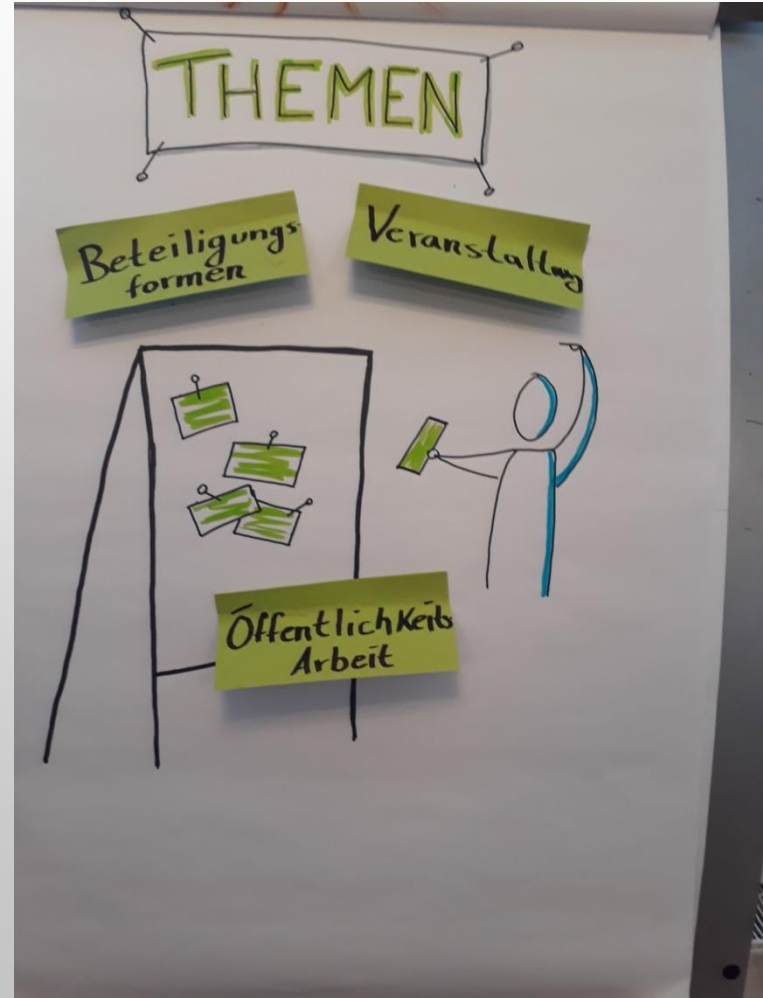 THEMEN
Beteiligungs-
formen
Veranstaltung
Öffentlichkeits
Arbeit